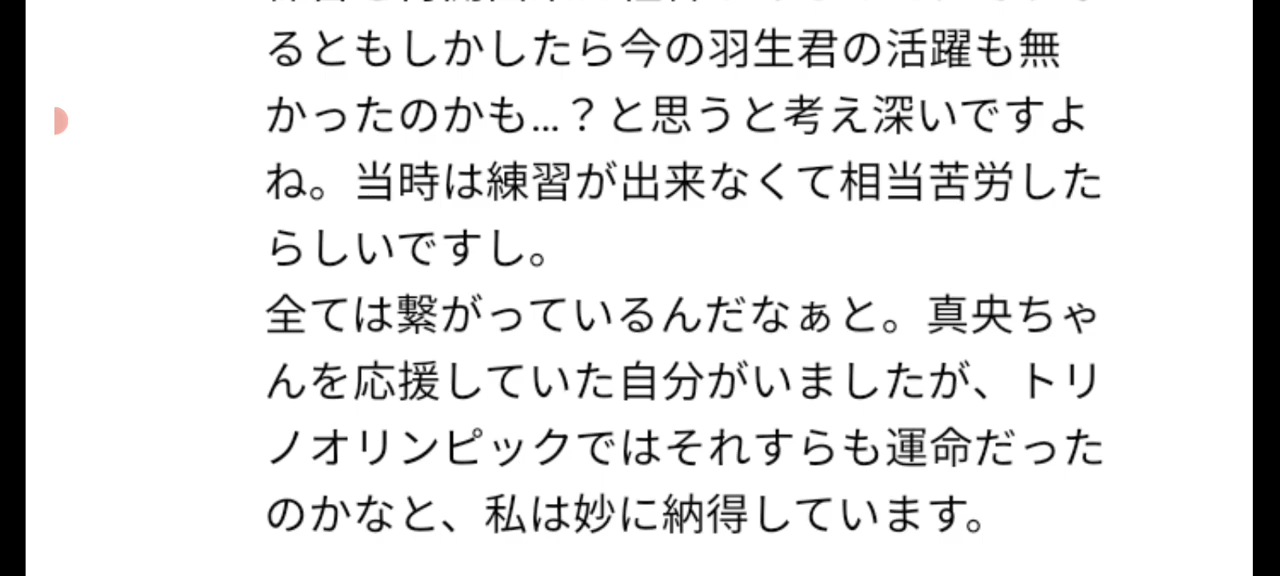 るともしかしたら今の羽生君の活躍も無
かったのかも...？と思うと考え深いですよ
ね。当時は練習が出来なくて相当苦労した
らしいですし。
全ては繋がっているんだなぁと。真央ちゃ
んを応援していた自分がいましたが、トリ
ノオリンピックではそれすらも運命だった
のかなと、私は妙に納得しています。